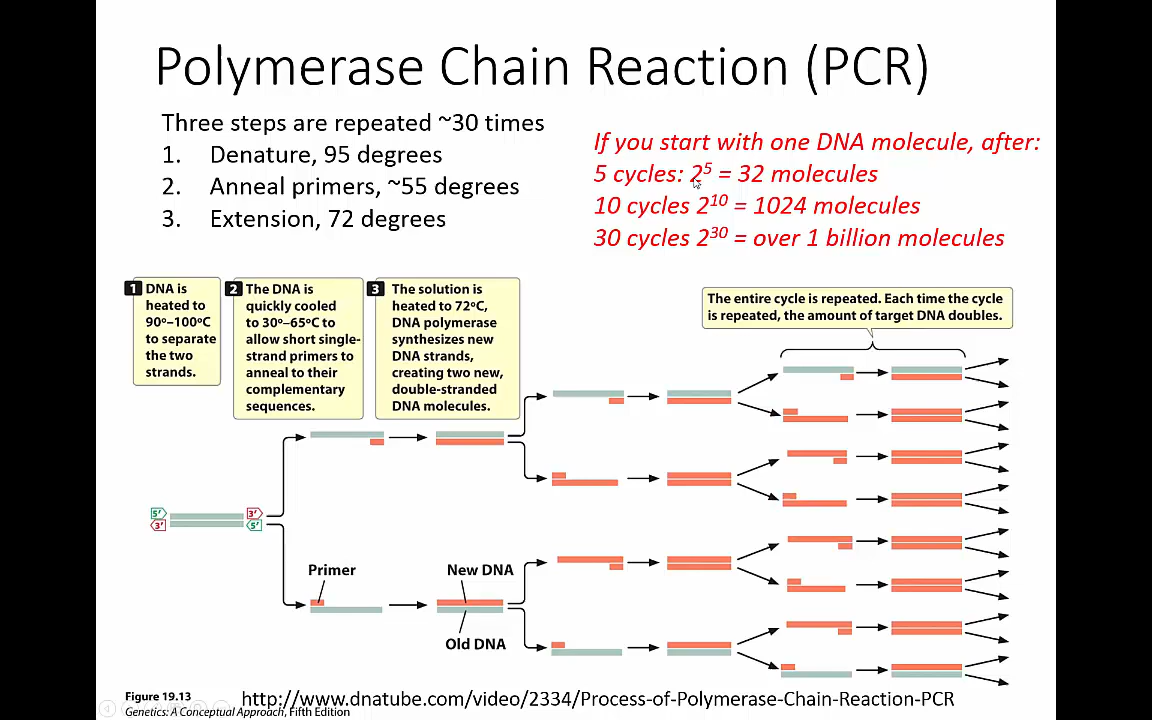 Polymerase Chain Reaction (PCR)
Three steps are repeated ~30 times
1. Denature, 95 degrees
2. Anneal primers, ~55 degrees
3. Extension, 72 degrees
If you start with one DNA molecule, after:
5 cycles: 2⁵ = 32 molecules
10 cycles 2¹⁰ = 1024 molecules
30 cycles 2³⁰ = over 1 billion molecules
1 DNA is
heated to
90°–100°C
to separate
the two
strands.
2 The DNA is
quickly cooled
to 30°–65°C to
allow short single-
strand primers to
anneal to their
complementary
sequences.
3 The solution is
heated to 72°C,
DNA polymerase
synthesizes new
DNA strands,
creating two new,
double-stranded
DNA molecules.
The entire cycle is repeated. Each time the cycle
is repeated, the amount of target DNA doubles.
5′ 3′
3′ 5′
Primer
New DNA
Old DNA
Figure 19.13
Genetics: A Conceptual Approach, Fifth Edition
http://www.dnatube.com/video/2334/Process-of-Polymerase-Chain-Reaction-PCR